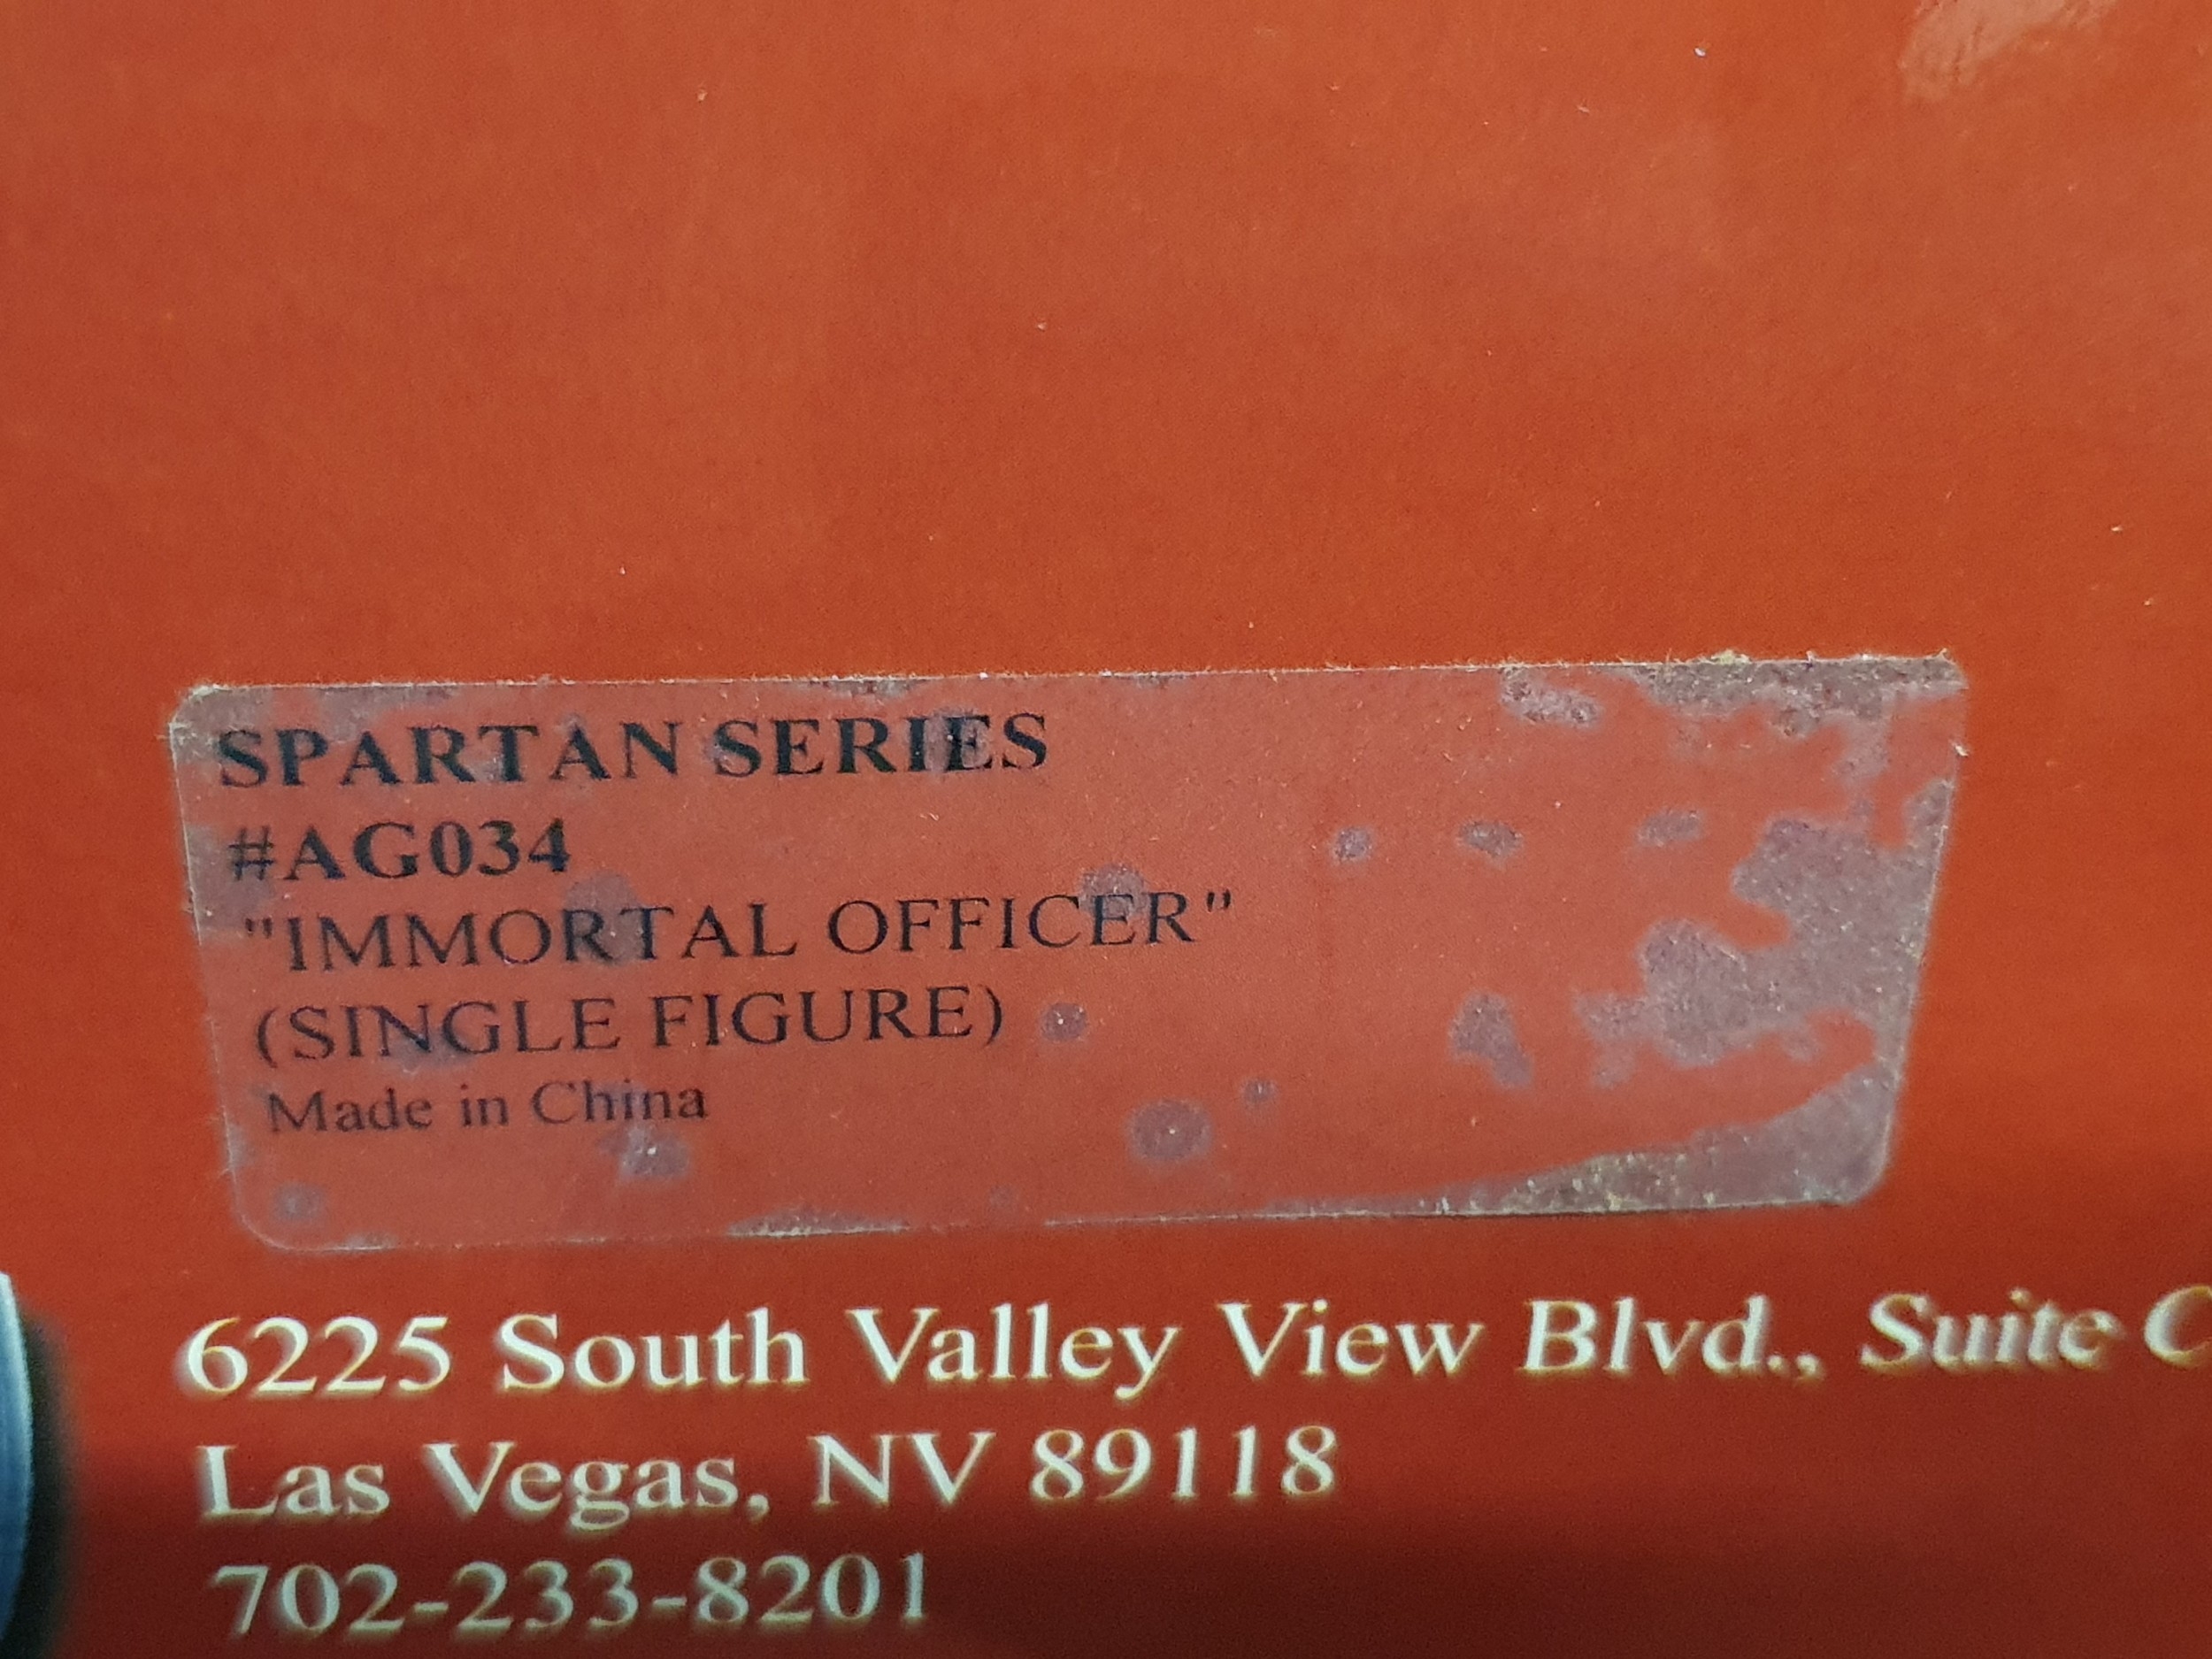 SPARTAN SERIES
#AG034
"IMMORTAL OFFICER"
(SINGLE FIGURE)
Made in China
6225 South Valley View Blvd., Suite C
Las Vegas, NV 89118
702-233-8201